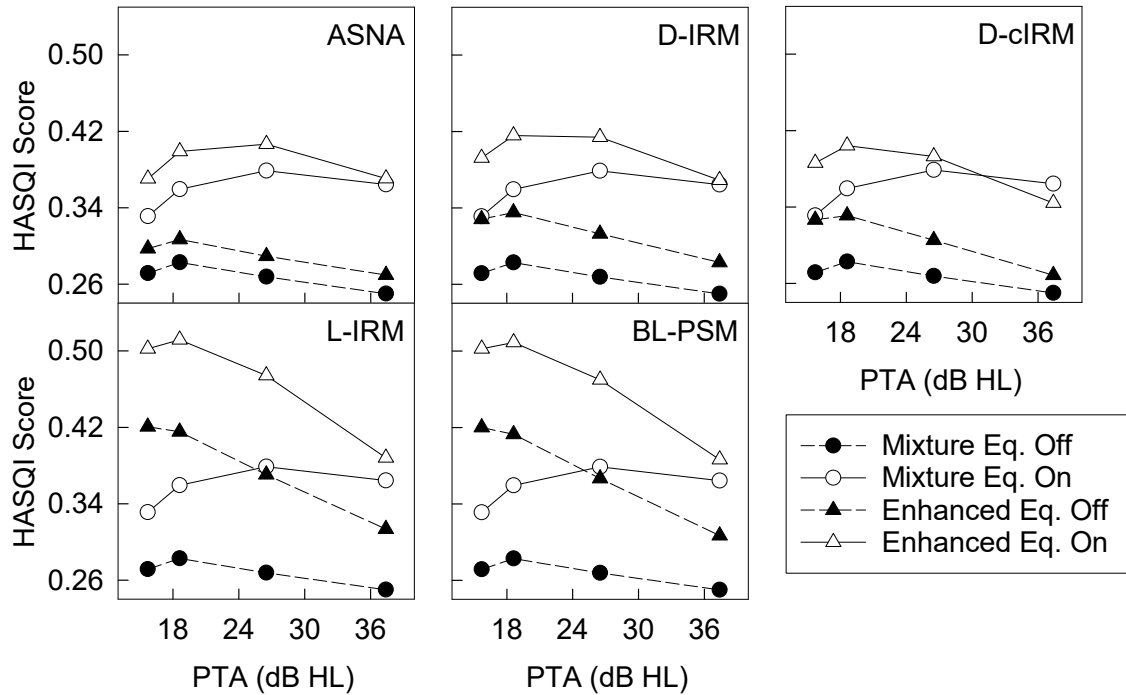 ASNA
D-IRM
D-cIRM
HASQI Score
0.50
0.42
0.34
0.26
18 24 30 36
PTA (dB HL)
L-IRM
BL-PSM
HASQI Score
0.50
0.42
0.34
0.26
18 24 30 36
PTA (dB HL)
18 24 30 36
PTA (dB HL)
Mixture Eq. Off
Mixture Eq. On
Enhanced Eq. Off
Enhanced Eq. On